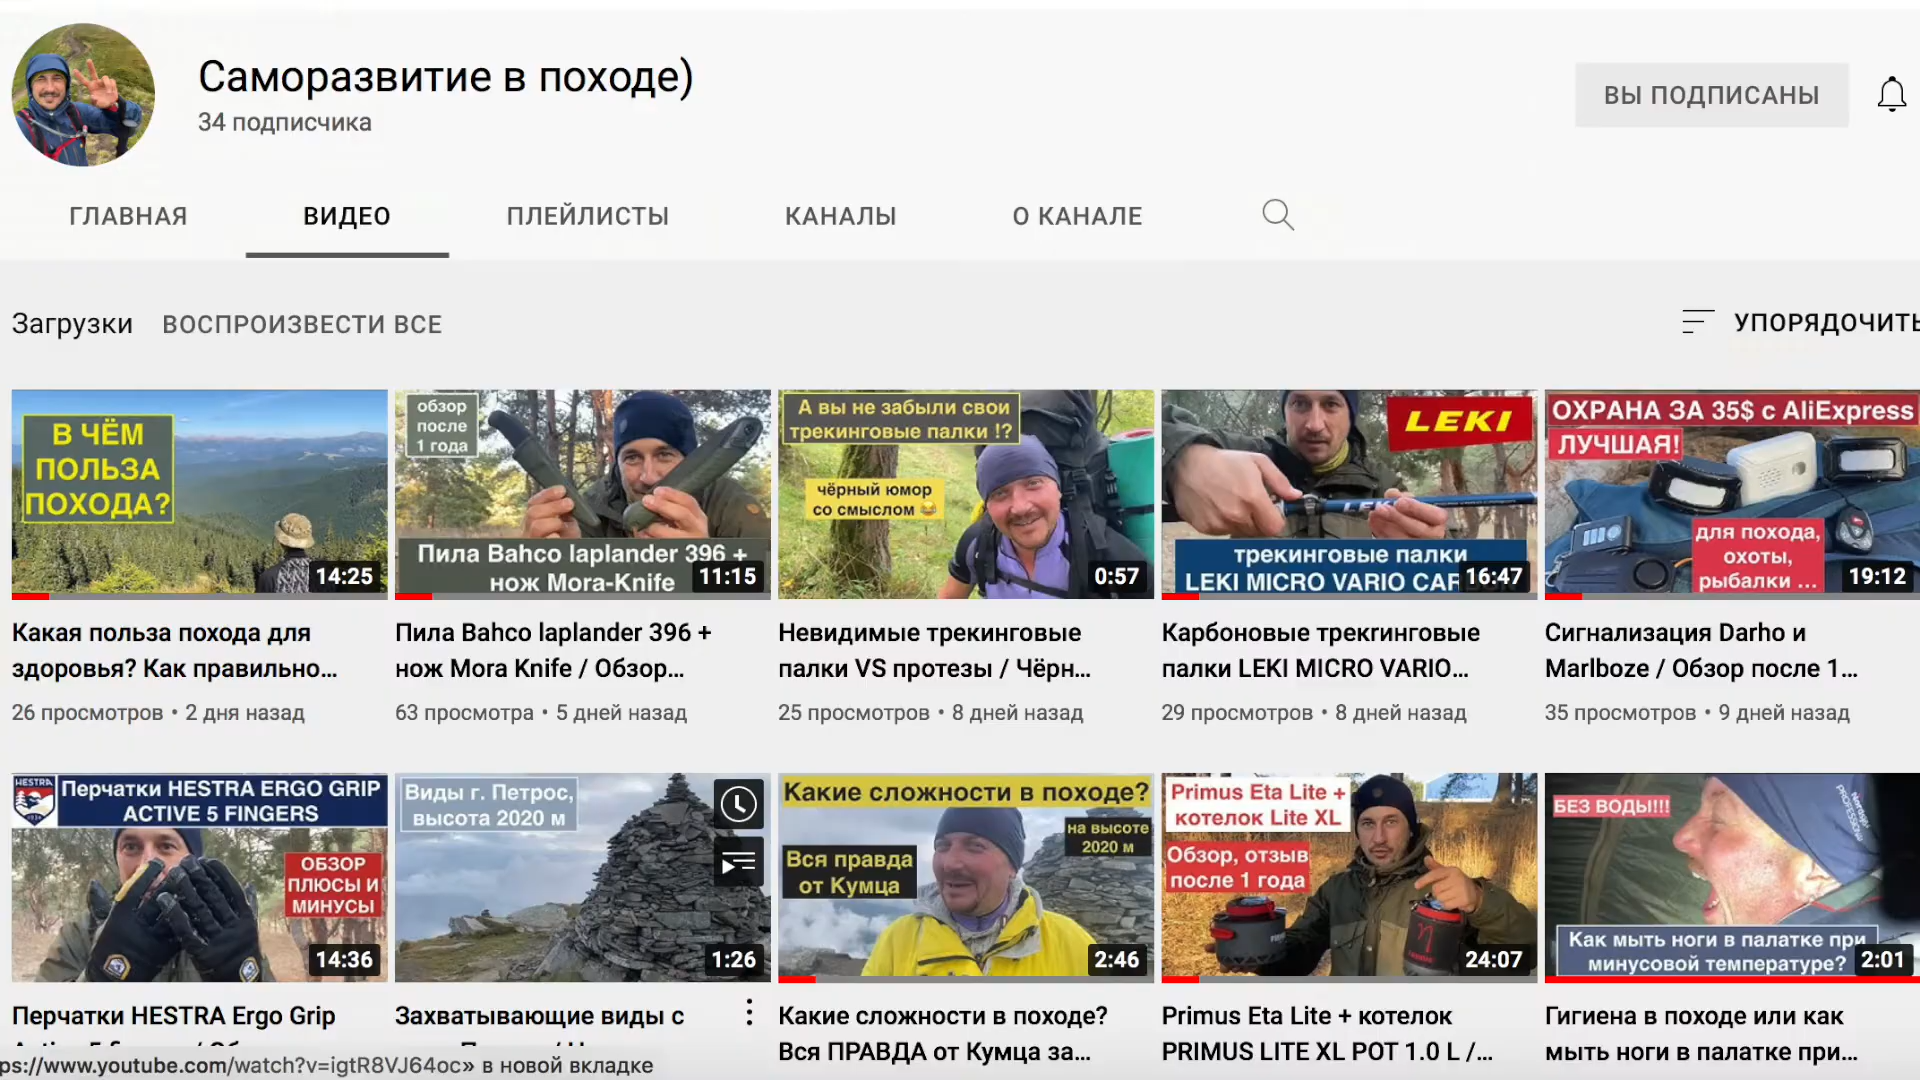 Саморазвитие в походе)
34 подписчика
ВЫ ПОДПИСАНЫ
ГЛАВНАЯ
ВИДЕО
ПЛЕЙЛИСТЫ
КАНАЛЫ
О КАНАЛЕ
Загрузки
ВОСПРОИЗВЕСТИ ВСЕ
УПОРЯДОЧИТЬ
В ЧЁМ
ПОЛЬЗА
ПОХОДА?
14:25
Какая польза похода для
здоровья? Как правильно...
26 просмотров • 2 дня назад
обзор
после
1 года
Пила Bahco laplander 396 +
нож Mora-Knife
11:15
Пила Bahco laplander 396 +
нож Mora Knife / Обзор...
63 просмотра • 5 дней назад
А вы не забыли свои
трекинговые палки !?
чёрный юмор
со смыслом 😂
0:57
Невидимые трекинговые
палки VS протезы / Чёрн...
25 просмотров • 8 дней назад
LEKI
LEKI
трекинговые палки
LEKI MICRO VARIO CAR
16:47
Карбоновые трекгинговые
палки LEKI MICRO VARIO...
29 просмотров • 8 дней назад
ОХРАНА ЗА 35$ с AliExpress
ЛУЧШАЯ!
для похода,
охоты,
рыбалки ...
19:12
Сигнализация Darho и
Marlboze / Обзор после 1...
35 просмотров • 9 дней назад
HESTRA
Перчатки HESTRA ERGO GRIP
ACTIVE 5 FINGERS
ОБЗОР
ПЛЮСЫ И
МИНУСЫ
14:36
Перчатки HESTRA Ergo Grip
Виды г. Петрос,
высота 2020 м
1:26
Захватывающие виды с
Какие сложности в походе?
на высоте
2020 м
Вся правда
от Кумца
2:46
Какие сложности в походе?
Вся ПРАВДА от Кумца за...
Primus Eta Lite +
котелок Lite XL
Обзор, отзыв
после 1 года
24:07
Primus Eta Lite + котелок
PRIMUS LITE XL POT 1.0 L /...
БЕЗ ВОДЫ!!!
Как мыть ноги в палатке при
минусовой температуре?
2:01
Гигиена в походе или как
мыть ноги в палатке при...
ps://www.youtube.com/watch?v=igtR8VJ64oc» в новой вкладке